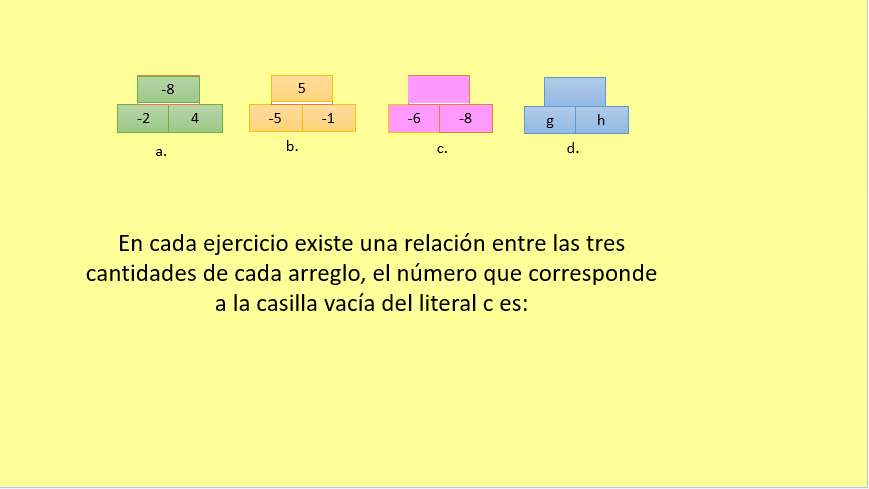 -8 5
-2 4 -5 -1 -6 -8 g h
a. b. c. d.
En cada ejercicio existe una relación entre las tres
cantidades de cada arreglo, el número que corresponde
a la casilla vacía del literal c es: